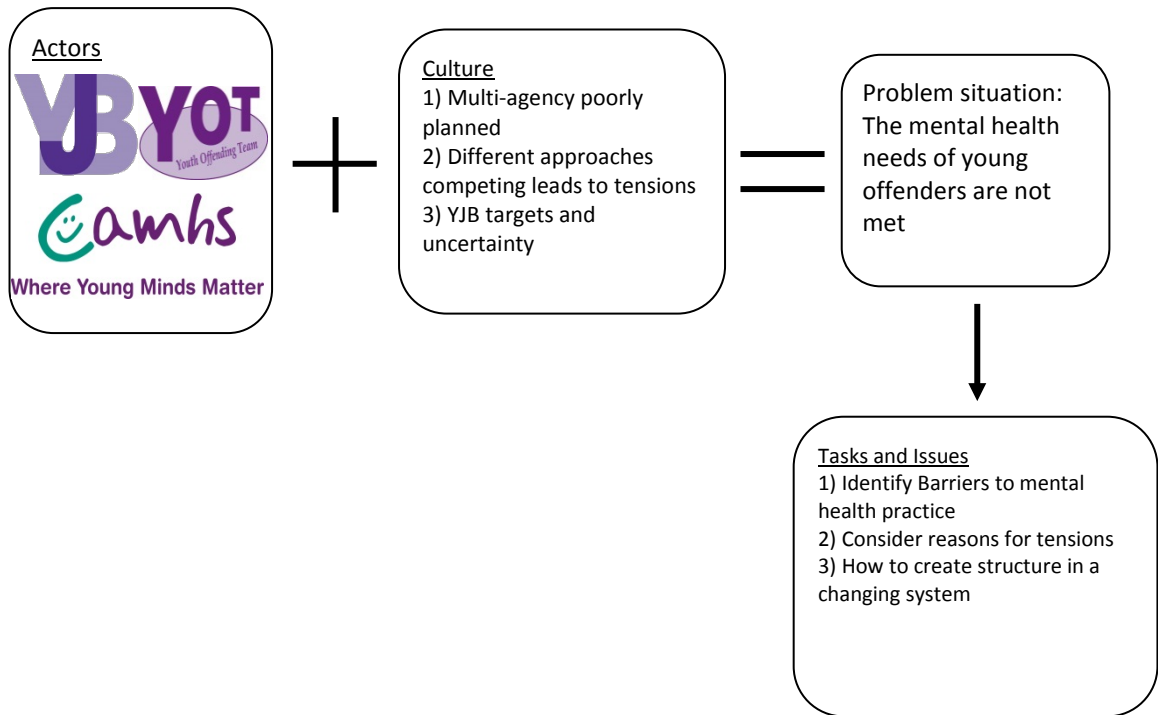 Actors
YJB
YOT
Youth Offending Team
Camhs
Where Young Minds Matter
Culture
1) Multi-agency poorly
planned
2) Different approaches
competing leads to tensions
3) YJB targets and
uncertainty
Problem situation:
The mental health
needs of young
offenders are not
met
Tasks and Issues
1) Identify Barriers to mental
health practice
2) Consider reasons for tensions
3) How to create structure in a
changing system